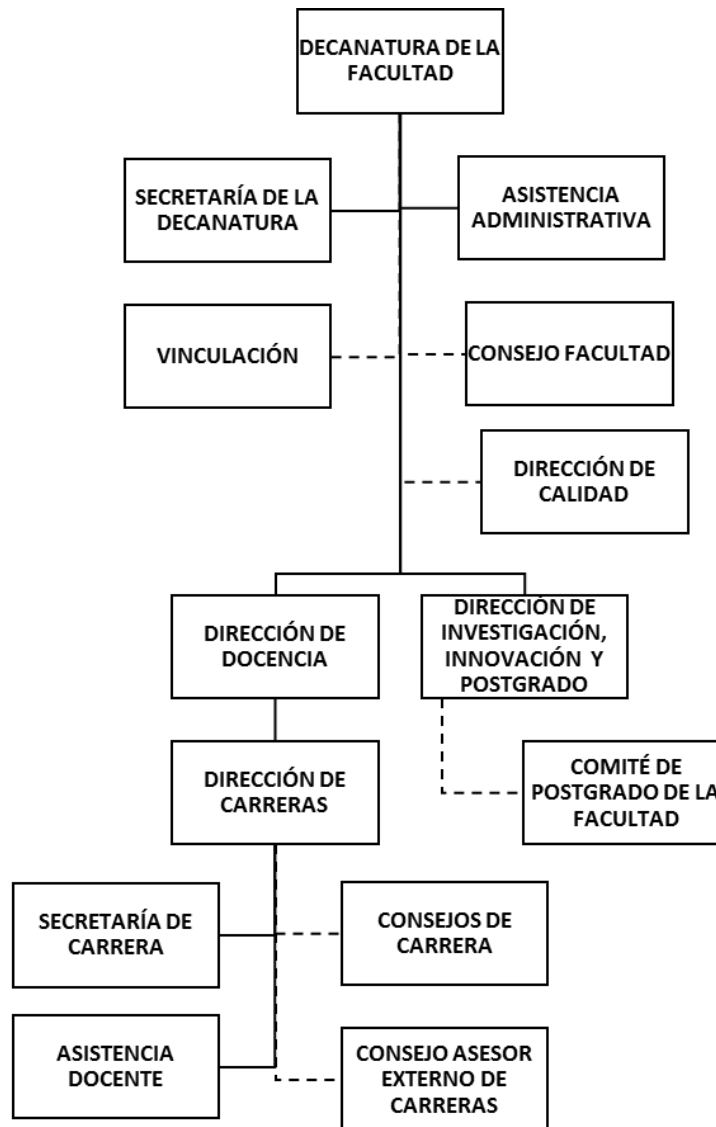 DECANATURA DE LA
FACULTAD
SECRETARÍA DE LA
DECANATURA
ASISTENCIA
ADMINISTRATIVA
VINCULACIÓN
CONSEJO FACULTAD
DIRECCIÓN DE
CALIDAD
DIRECCIÓN DE
DOCENCIA
DIRECCIÓN DE
INVESTIGACIÓN,
INNOVACIÓN Y
POSTGRADO
DIRECCIÓN DE
CARRERAS
COMITÉ DE
POSTGRADO DE LA
FACULTAD
SECRETARÍA DE
CARRERA
CONSEJOS DE
CARRERA
ASISTENCIA
DOCENTE
CONSEJO ASESOR
EXTERNO DE
CARRERAS